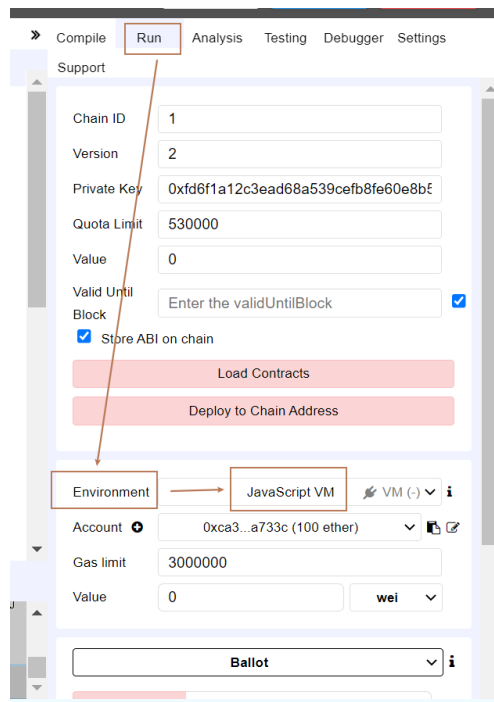 Compile Run Analysis Testing Debugger Settings
Support
Chain ID 1
Version 2
Private Key 0xfd6f1a12c3ead68a539cefb8fe60e8b5
Quota Limit 530000
Value 0
Valid Until
Block Enter the validUntilBlock
Store ABI on chain
Load Contracts
Deploy to Chain Address
Environment JavaScript VM VM (-) i
Account 0xca3...a733c (100 ether)
Gas limit 3000000
Value 0 wei
Ballot i